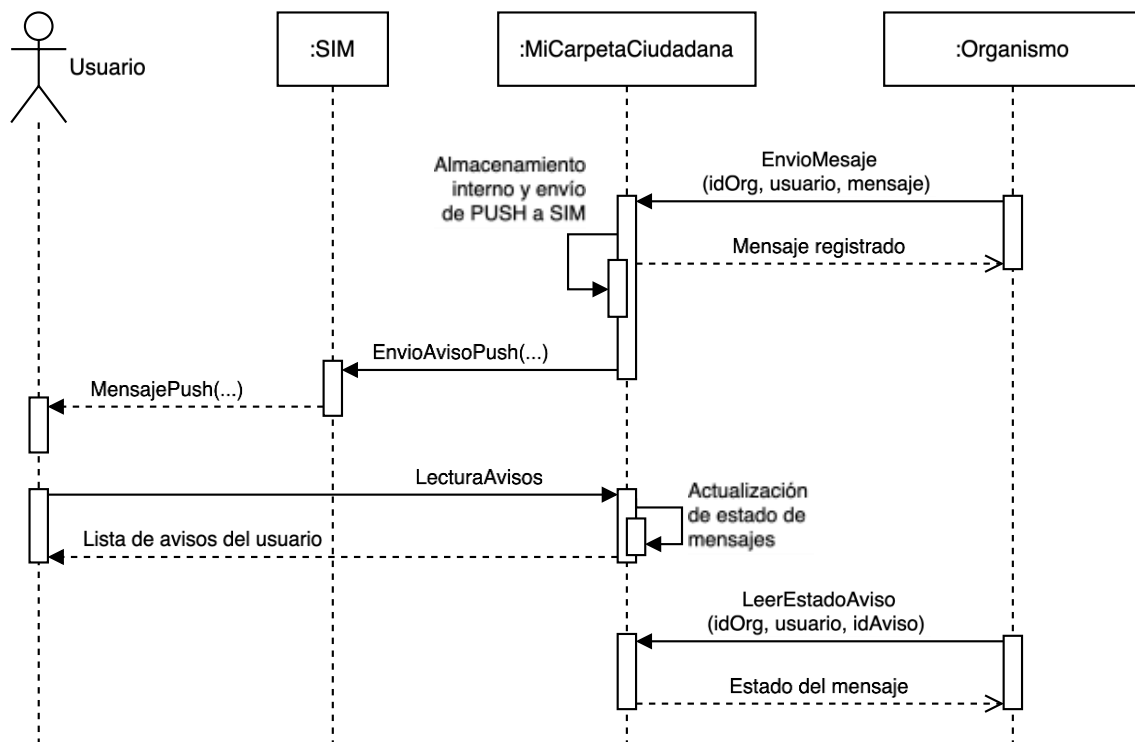 Usuario
:SIM
:MiCarpetaCiudadana
:Organismo
EnvioMesaje
(idOrg, usuario, mensaje)
Almacenamiento
interno y envío
de PUSH a SIM
Mensaje registrado
EnvioAvisoPush(...)
MensajePush(...)
LecturaAvisos
Actualización
de estado de
mensajes
Lista de avisos del usuario
LeerEstadoAviso
(idOrg, usuario, idAviso)
Estado del mensaje